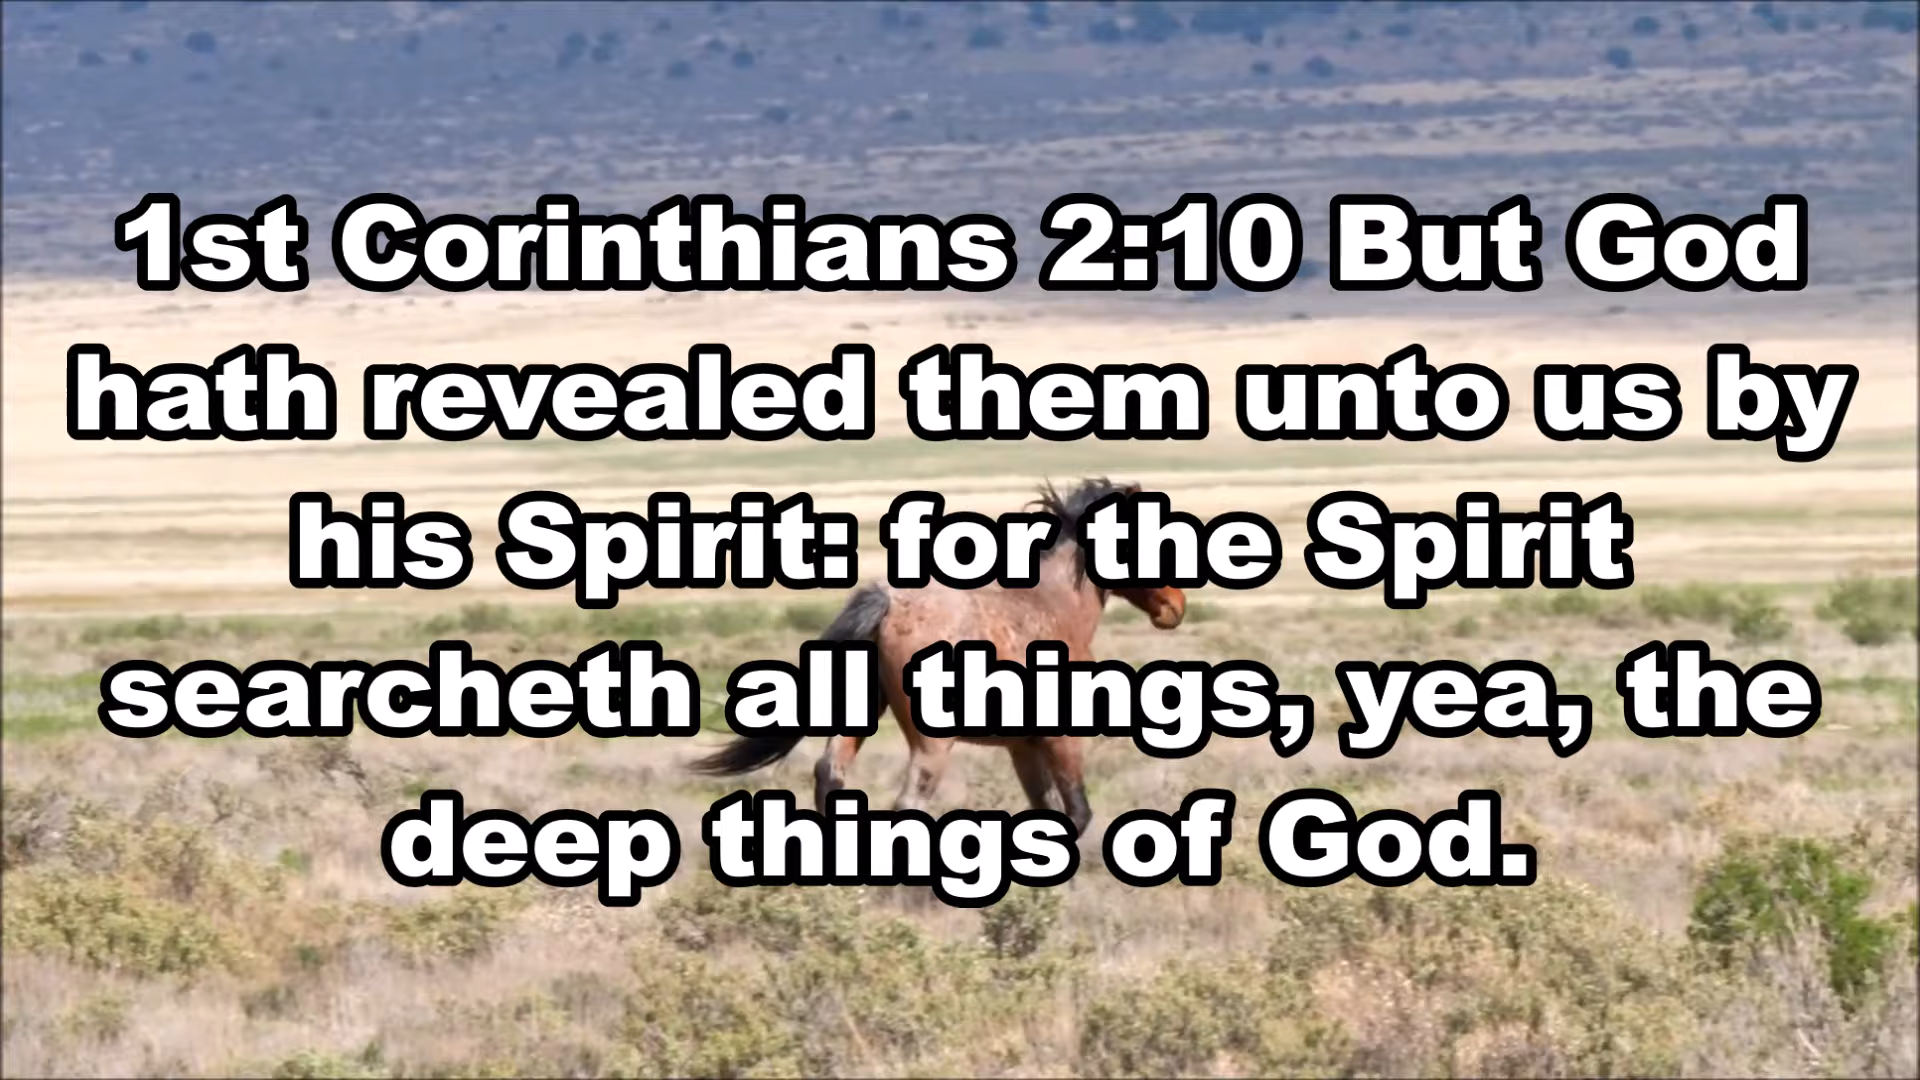 1st Corinthians 2:10 But God
hath revealed them unto us by
his Spirit: for the Spirit
searcheth all things, yea, the
deep things of God.